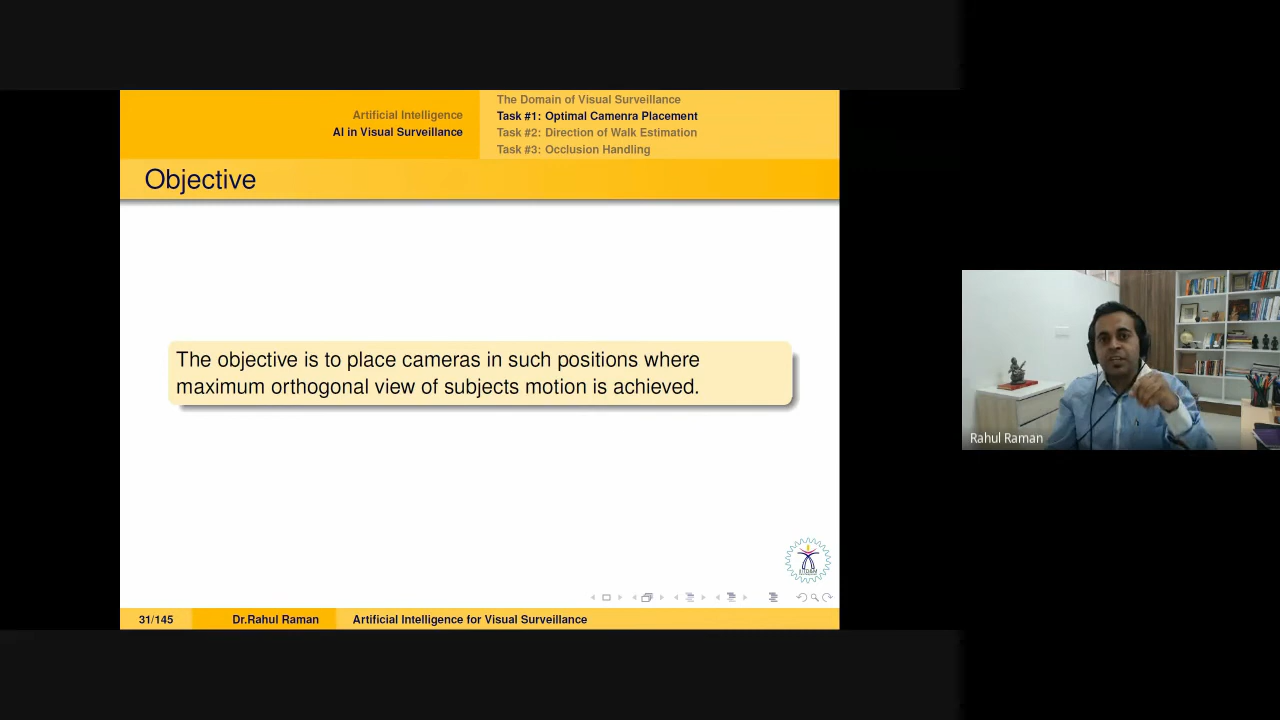 Artificial Intelligence
AI in Visual Surveillance
The Domain of Visual Surveillance
Task #1: Optimal Camenra Placement
Task #2: Direction of Walk Estimation
Task #3: Occlusion Handling
Objective
The objective is to place cameras in such positions where
maximum orthogonal view of subjects motion is achieved.
31/145
Dr.Rahul Raman
Artificial Intelligence for Visual Surveillance
Rahul Raman